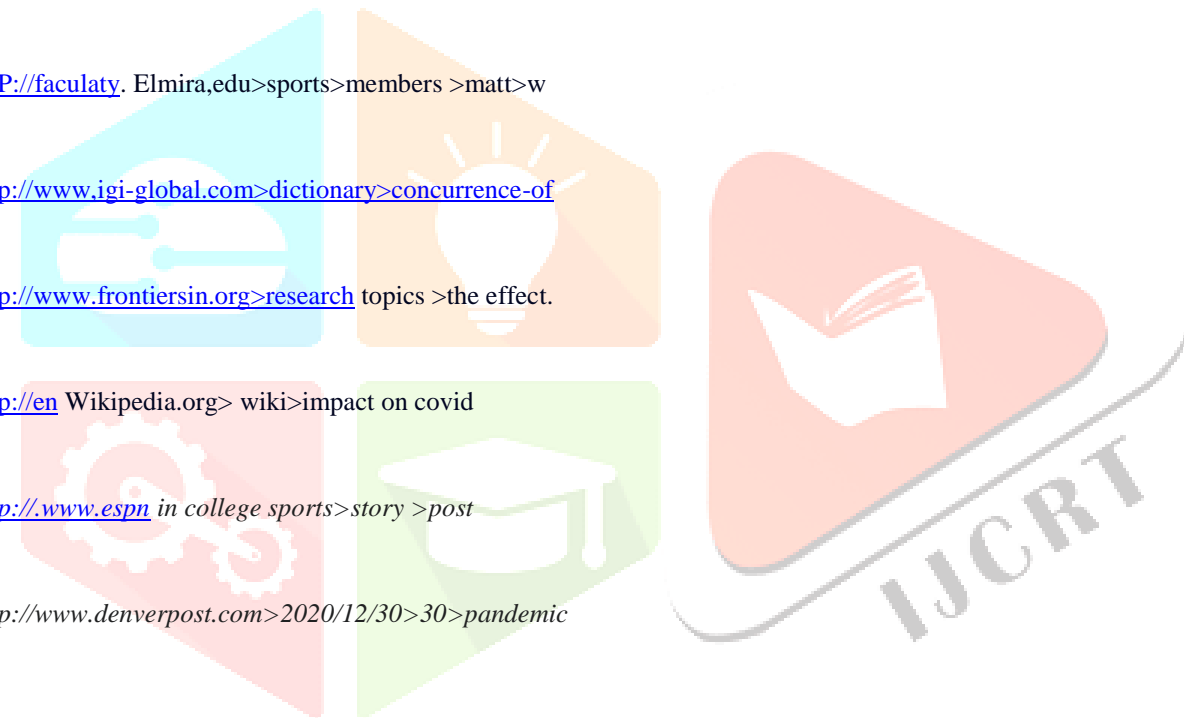 P://faculaty. Elmira,edu>sports>members >matt>w
p://www,igi-global.com>dictionary>concurrence-of
p://www.frontiersin.org>research topics >the effect.
p://en Wikipedia.org> wiki>impact on covid
p://.www.espn in college sports>story >post
p://www.denverpost.com>2020/12/30>30>pandemic
IJCRT